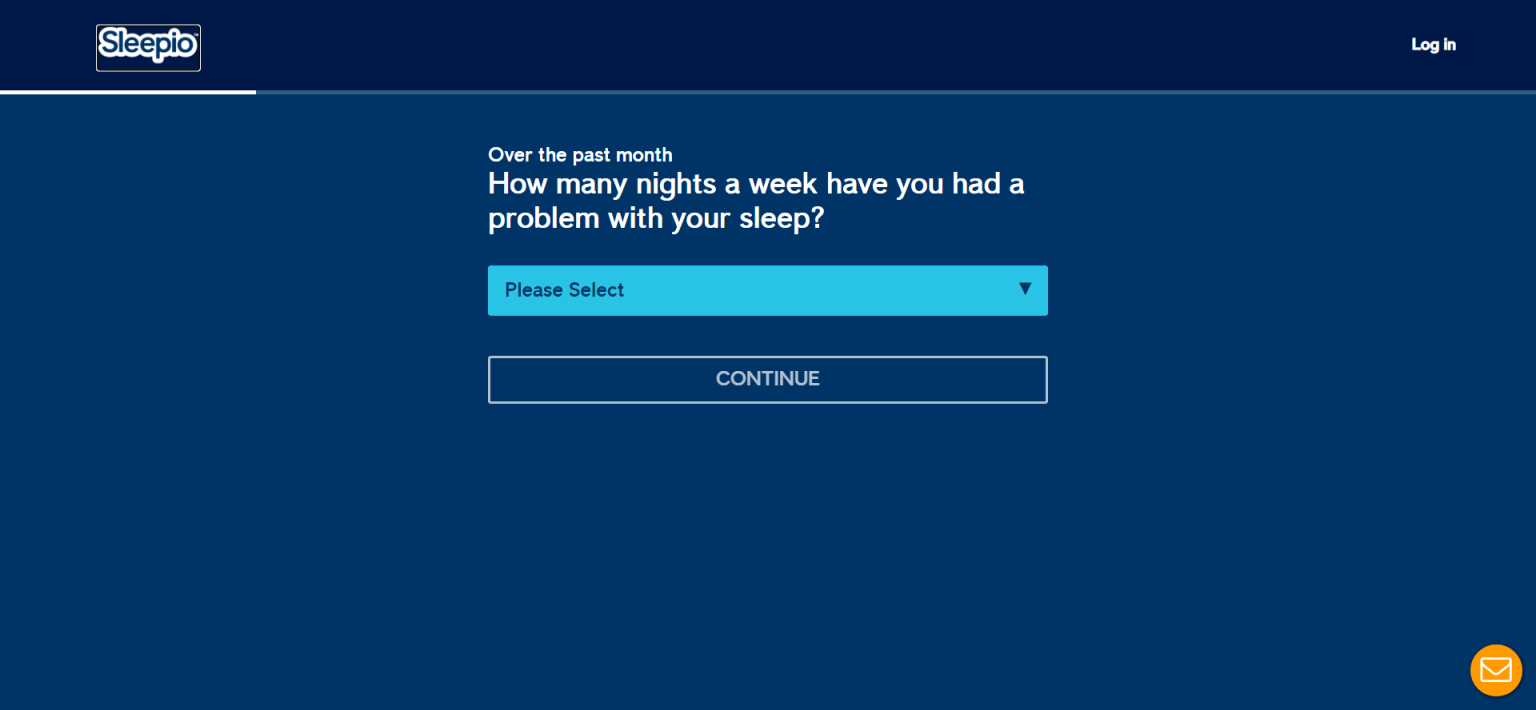 Sleepio™
Log in
Over the past month
How many nights a week have you had a
problem with your sleep?
Please Select
CONTINUE